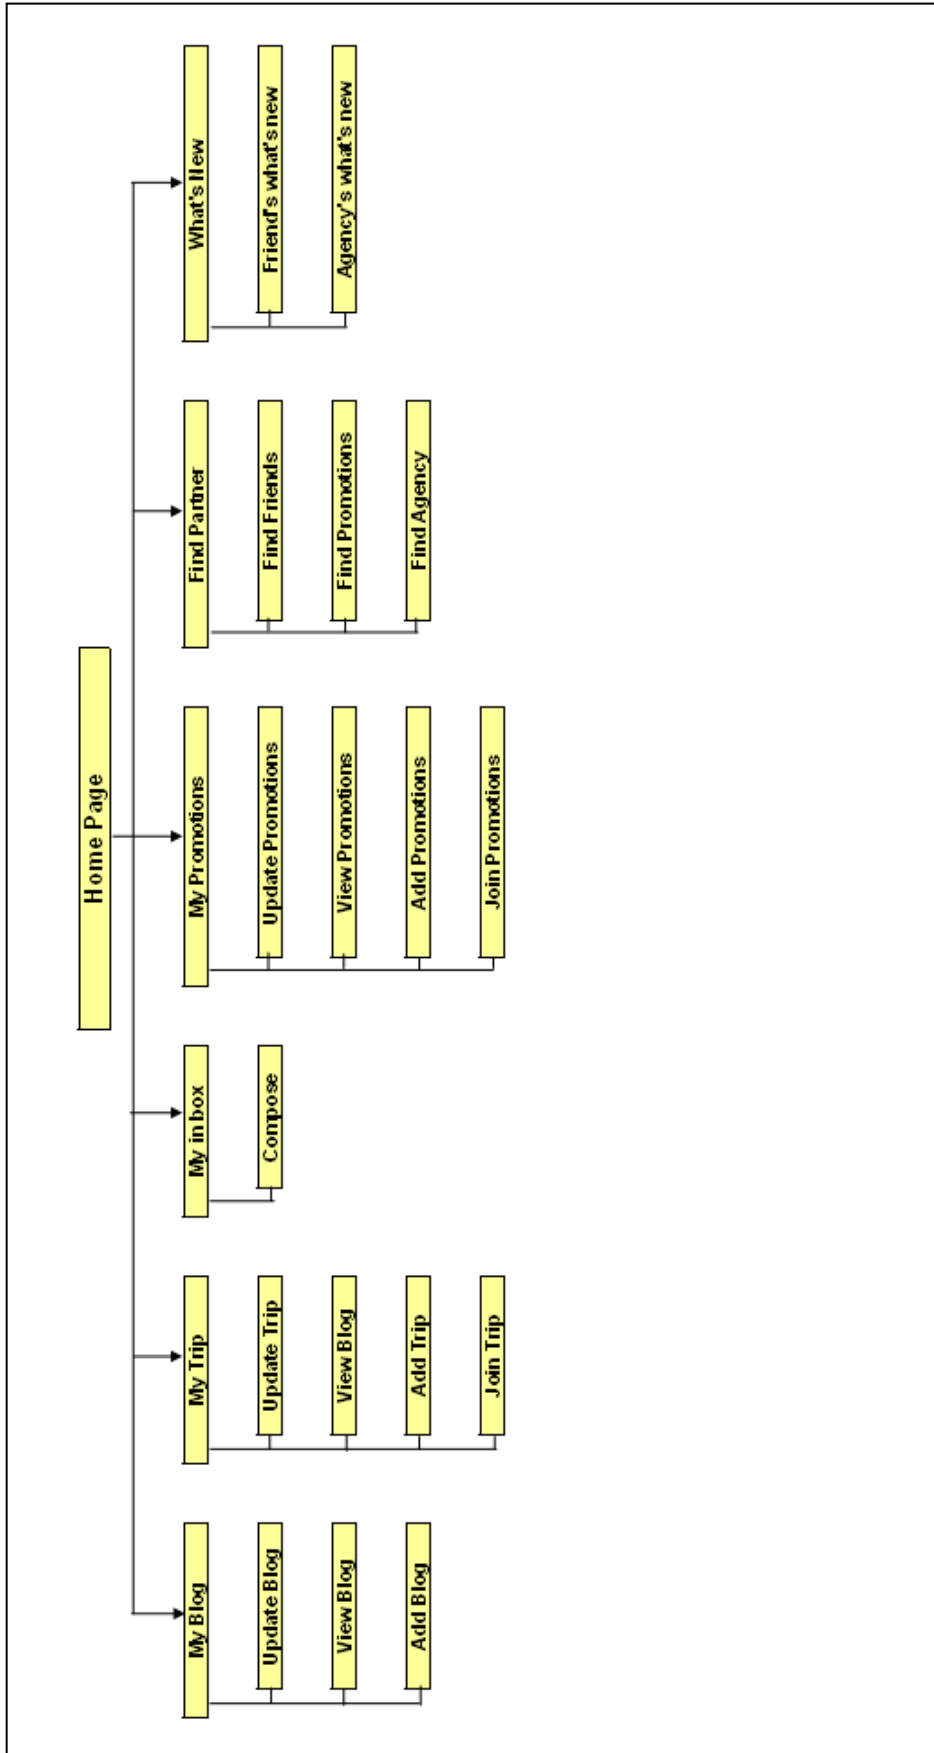 Home Page
My Blog
Update Blog
View Blog
Add Blog
My Trip
Update Trip
View Blog
Add Trip
Join Trip
My inbox
Compose
My Promotions
Update Promotions
View Promotions
Add Promotions
Join Promotions
Find Partner
Find Friends
Find Promotions
Find Agency
What's New
Friend's what's new
Agency's what's new